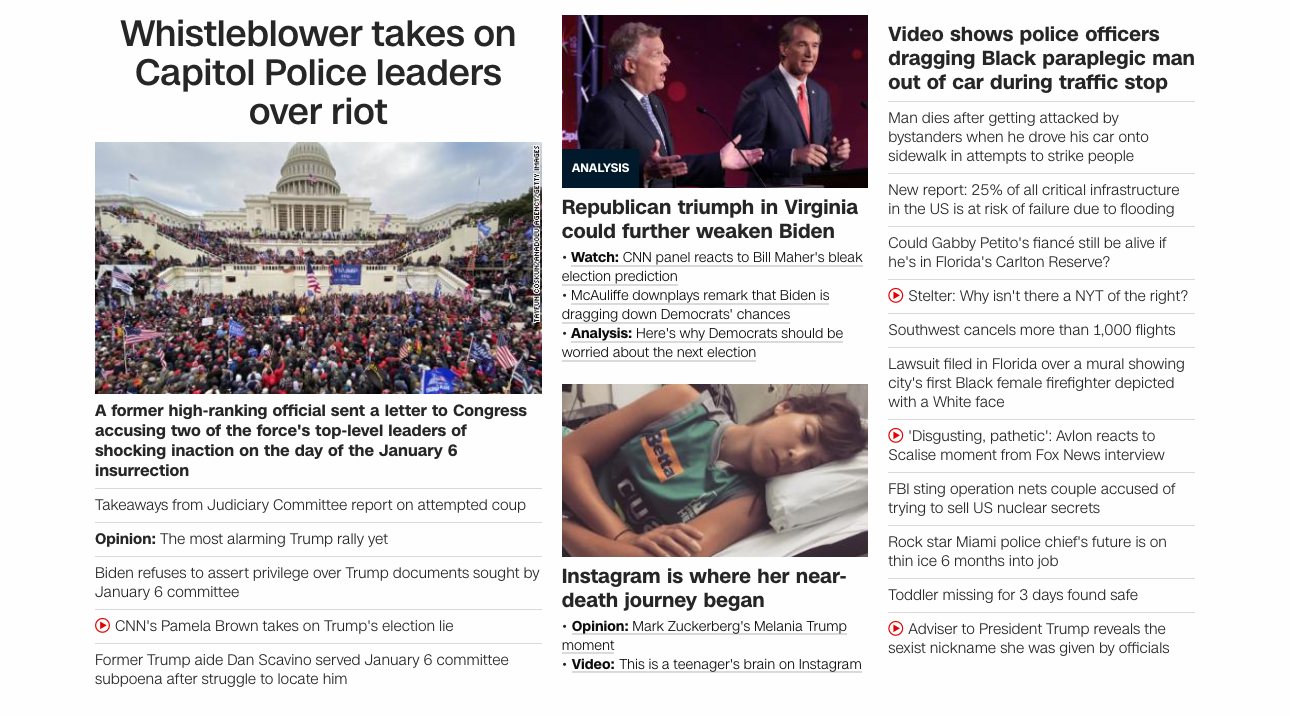 Whistleblower takes on
Capitol Police leaders
over riot
TAYFUN COSKUN/ANADOLU AGENCY/GETTY IMAGES
TRUMP
A former high-ranking official sent a letter to Congress
accusing two of the force's top-level leaders of
shocking inaction on the day of the January 6
insurrection
Takeaways from Judiciary Committee report on attempted coup
Opinion: The most alarming Trump rally yet
Biden refuses to assert privilege over Trump documents sought by
January 6 committee
CNN's Pamela Brown takes on Trump's election lie
Former Trump aide Dan Scavino served January 6 committee
subpoena after struggle to locate him
ANALYSIS
Republican triumph in Virginia
could further weaken Biden
• Watch: CNN panel reacts to Bill Maher's bleak
election prediction
• McAuliffe downplays remark that Biden is
dragging down Democrats' chances
• Analysis: Here's why Democrats should be
worried about the next election
Betta
Instagram is where her near-
death journey began
• Opinion: Mark Zuckerberg's Melania Trump
moment
• Video: This is a teenager's brain on Instagram
Video shows police officers
dragging Black paraplegic man
out of car during traffic stop
Man dies after getting attacked by
bystanders when he drove his car onto
sidewalk in attempts to strike people
New report: 25% of all critical infrastructure
in the US is at risk of failure due to flooding
Could Gabby Petito's fiancé still be alive if
he's in Florida's Carlton Reserve?
Stelter: Why isn't there a NYT of the right?
Southwest cancels more than 1,000 flights
Lawsuit filed in Florida over a mural showing
city's first Black female firefighter depicted
with a White face
'Disgusting, pathetic': Avlon reacts to
Scalise moment from Fox News interview
FBI sting operation nets couple accused of
trying to sell US nuclear secrets
Rock star Miami police chief's future is on
thin ice 6 months into job
Toddler missing for 3 days found safe
Adviser to President Trump reveals the
sexist nickname she was given by officials